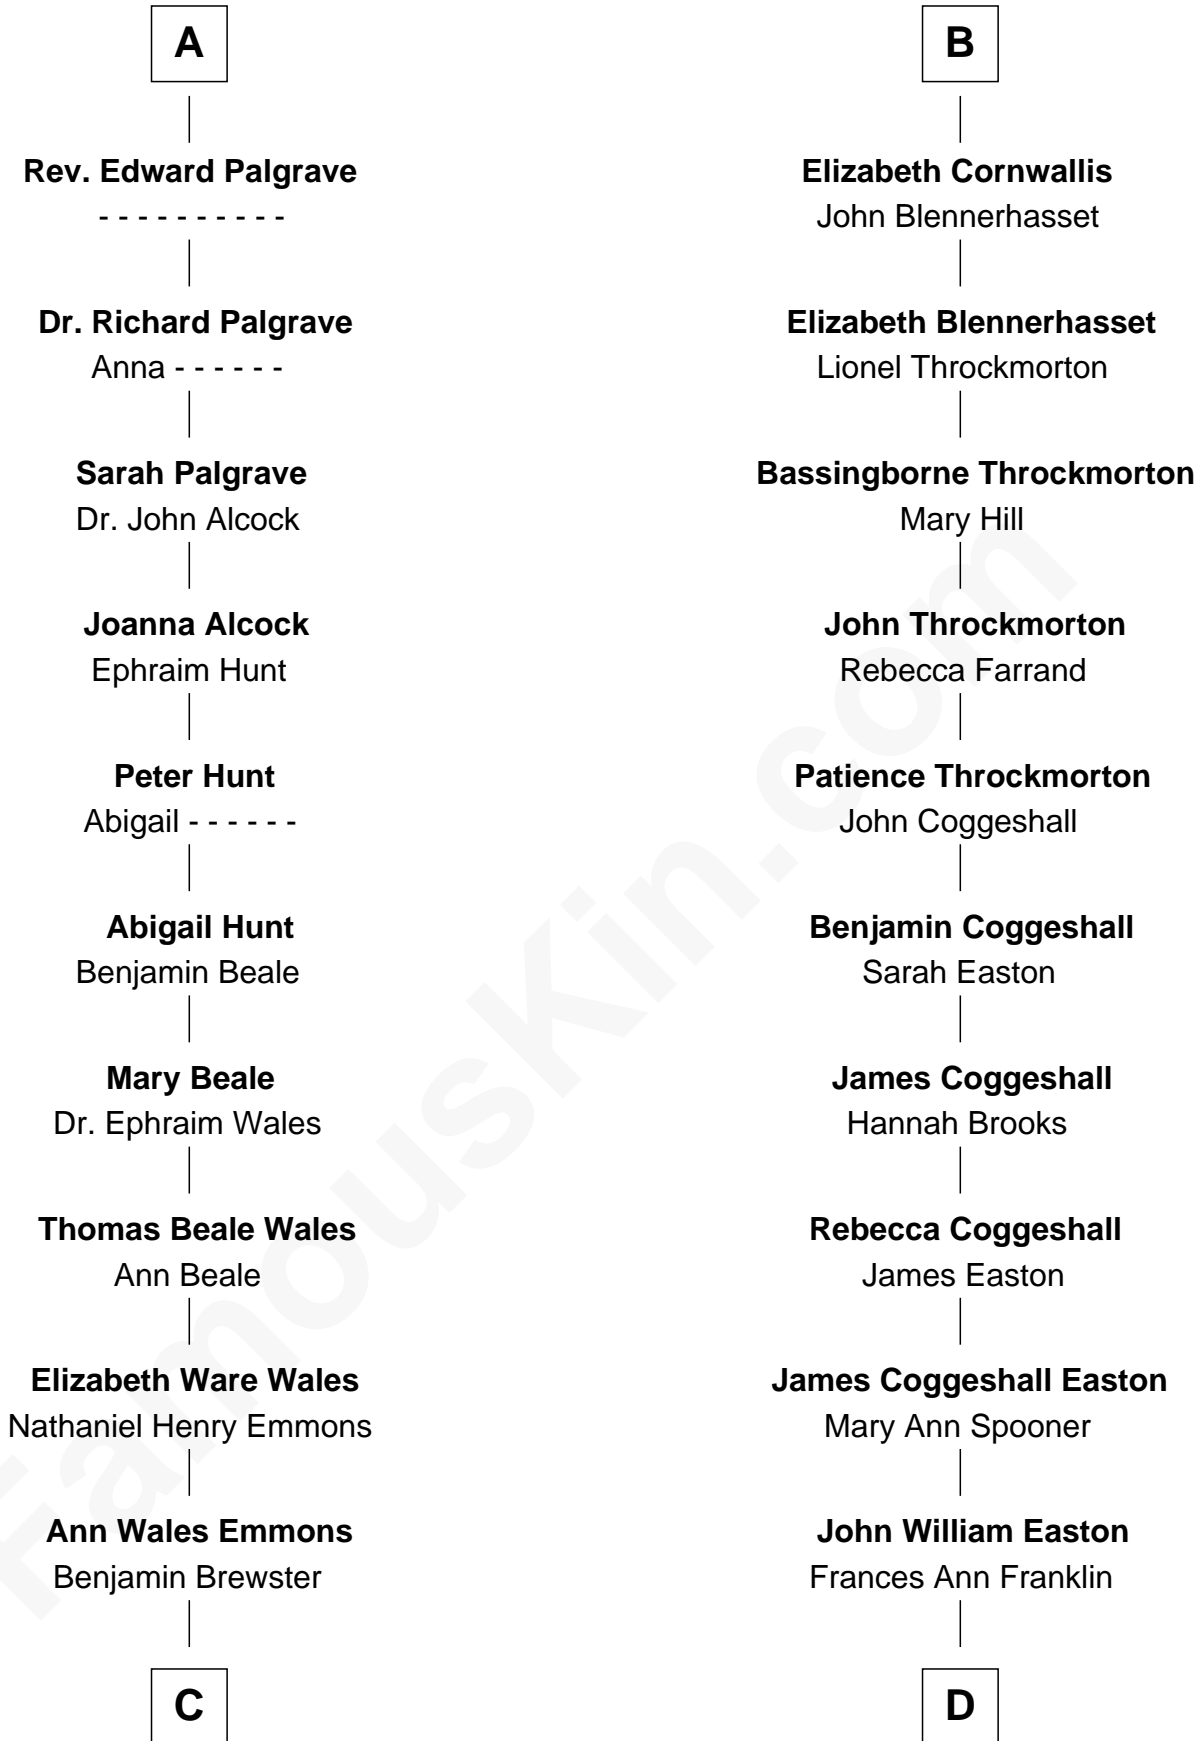 A
Rev. Edward Palgrave
- - - - - - - - - -
Dr. Richard Palgrave
Anna - - - - - -
Sarah Palgrave
Dr. John Alcock
Joanna Alcock
Ephraim Hunt
Peter Hunt
Abigail - - - - - -
Abigail Hunt
Benjamin Beale
Mary Beale
Dr. Ephraim Wales
Thomas Beale Wales
Ann Beale
Elizabeth Ware Wales
Nathaniel Henry Emmons
Ann Wales Emmons
Benjamin Brewster
C
B
Elizabeth Cornwallis
John Blennerhasset
Elizabeth Blennerhasset
Lionel Throckmorton
Bassingborne Throckmorton
Mary Hill
John Throckmorton
Rebecca Farrand
Patience Throckmorton
John Coggeshall
Benjamin Coggeshall
Sarah Easton
James Coggeshall
Hannah Brooks
Rebecca Coggeshall
James Easton
James Coggeshall Easton
Mary Ann Spooner
John William Easton
Frances Ann Franklin
D
FamousKin.com